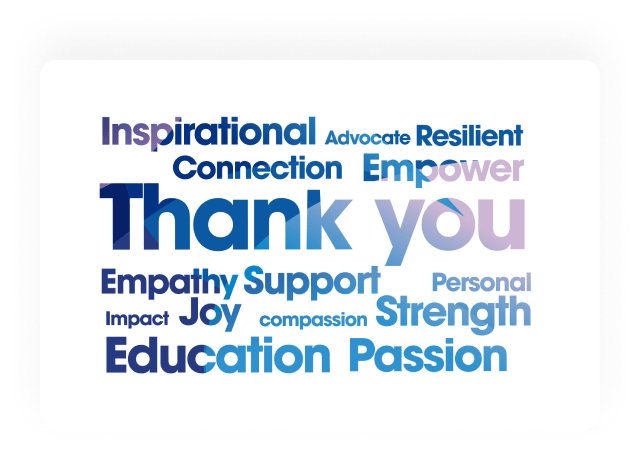 Inspirational Advocate Resilient
Connection Empower
Thank you
Empathy Support Personal
Impact Joy compassion Strength
Education Passion